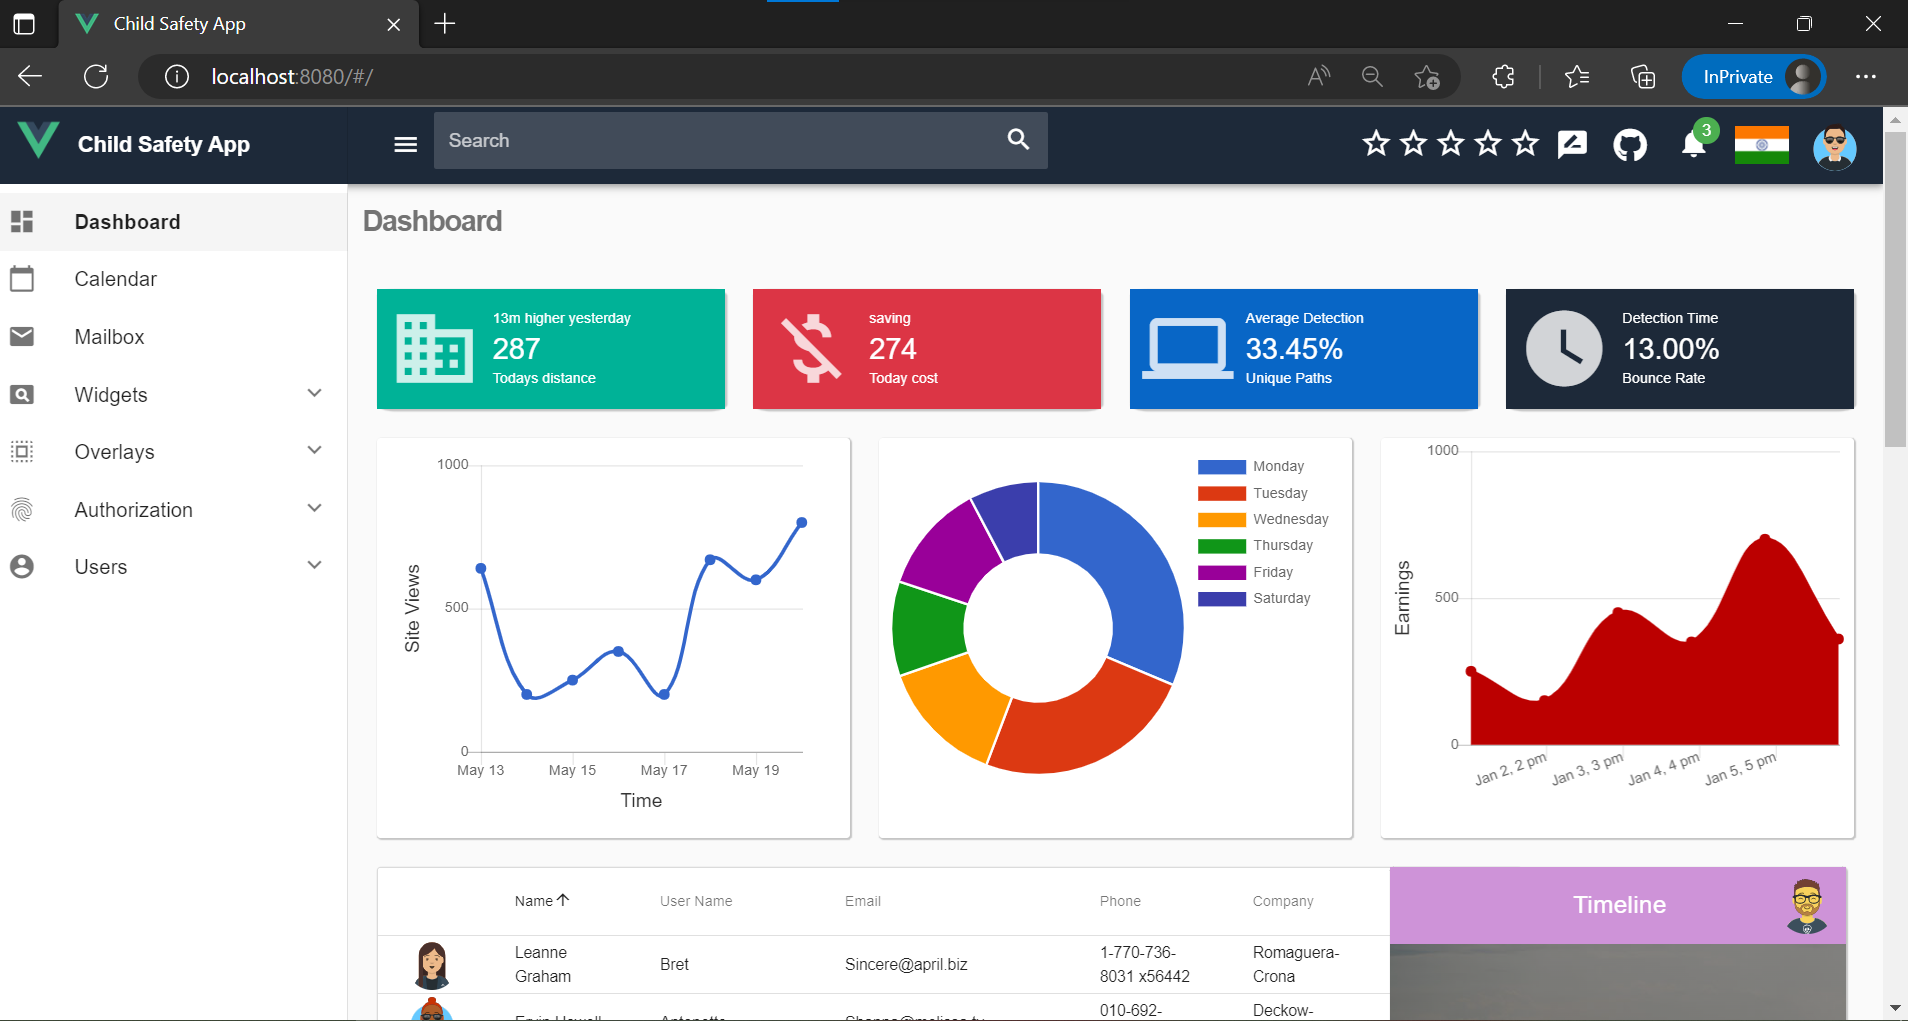 Child Safety App
localhost:8080/#/
InPrivate
Child Safety App
Search
3
Dashboard
Calendar
Mailbox
Widgets
Overlays
Authorization
Users
Dashboard
13m higher yesterday
287
Todays distance
saving
274
Today cost
Average Detection
33.45%
Unique Paths
Detection Time
13.00%
Bounce Rate
1000
500
0
Site Views
May 13
May 15
May 17
May 19
Time
Monday
Tuesday
Wednesday
Thursday
Friday
Saturday
1000
500
0
Earnings
Jan 2, 2 pm
Jan 3, 3 pm
Jan 4, 4 pm
Jan 5, 5 pm
Name User Name Email Phone Company
Leanne
Graham
Bret
Sincere@april.biz
1-770-736-
8031 x56442
Romaguera-
Crona
010-692-
Deckow-
Timeline